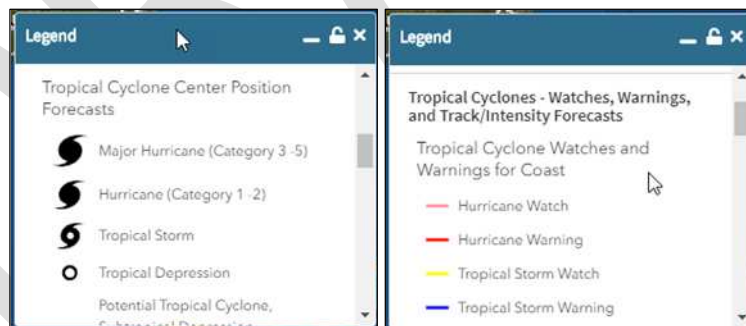 Legend
Tropical Cyclone Center Position
Forecasts
Major Hurricane (Category 3 -5)
Hurricane (Category 1 -2)
Tropical Storm
Tropical Depression
Potential Tropical Cyclone,
Subtropical Depression
Legend
Tropical Cyclones - Watches, Warnings,
and Track/Intensity Forecasts
Tropical Cyclone Watches and
Warnings for Coast
Hurricane Watch
Hurricane Warning
Tropical Storm Watch
Tropical Storm Warning